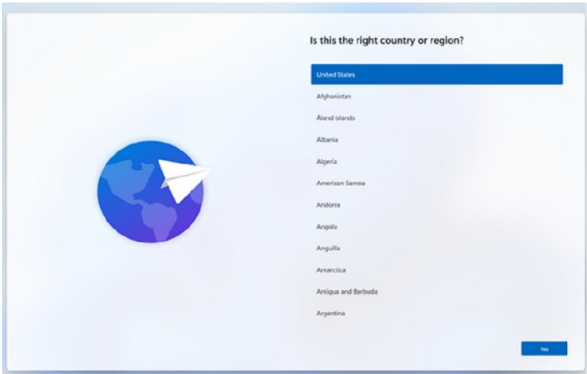 Is this the right country or region?
United States
Afghanistan
Åland Islands
Albania
Algeria
American Samoa
Andorra
Angola
Anguilla
Antarctica
Antigua and Barbuda
Argentina
Yes